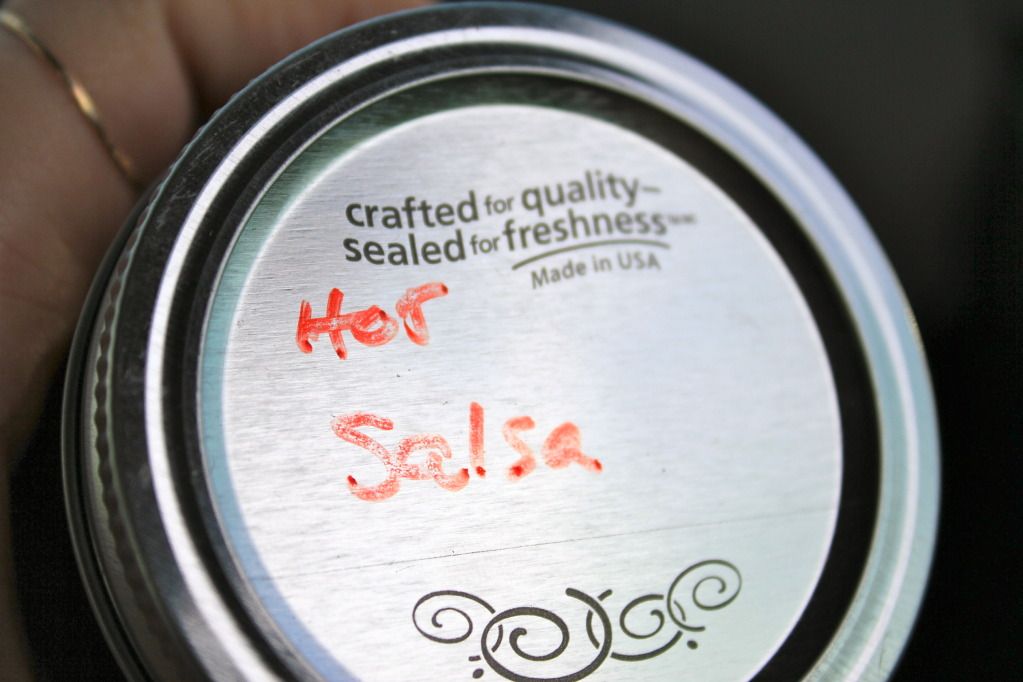 crafted for quality—
sealed for freshness
Made in USA
Hot
Salsa